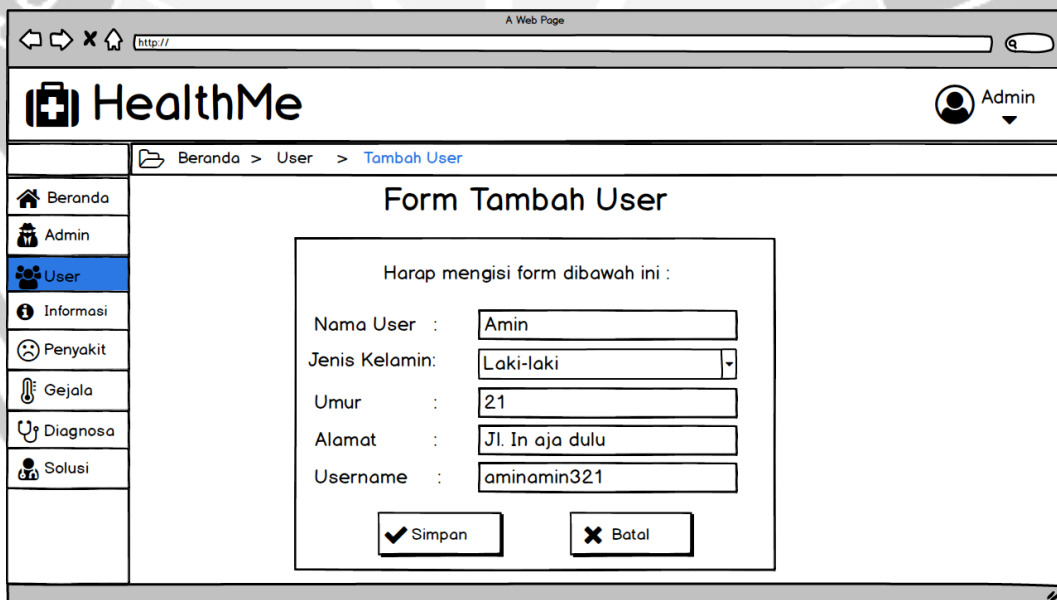 A Web Page
http://
HealthMe
Admin
Beranda > User > Tambah User
Beranda
Admin
User
Informasi
Penyakit
Gejala
Diagnosa
Solusi
Form Tambah User
Harap mengisi form dibawah ini :
Nama User : Amin
Jenis Kelamin: Laki-laki
Umur : 21
Alamat : Jl. In aja dulu
Username : aminamin321
Simpan Batal